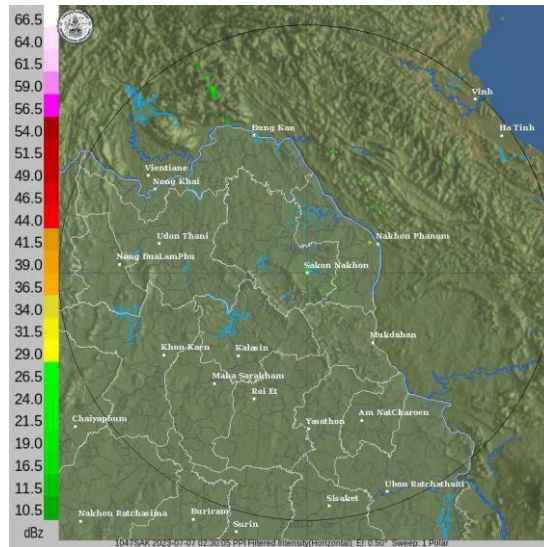 66.5
64.0
61.5
59.0
56.5
54.0
51.5
49.0
46.5
44.0
41.5
39.0
36.5
34.0
31.5
29.0
26.5
24.0
21.5
19.0
16.5
11.5
10.5
dBz
Vinh
Ha Tinh
Bung Kan
Vientiane
Nong Khai
Udon Thani
Nakhon Phanom
Nong BuaLamPhu
Sakon Nakhon
Mukdahan
Khon Kaen
Kalasin
Maha Sarakham
Roi Et
Chaiyaphum
Yasothon
Am NatCharoen
Ubon Ratchathani
Sisaket
Nakhon Ratchasima
Buriram
Surin
1047SAK 2023-07-07 02:30:05 PPI Filtered Intensity(Horizontal) El: 0.50° Sweep: 1 Polar